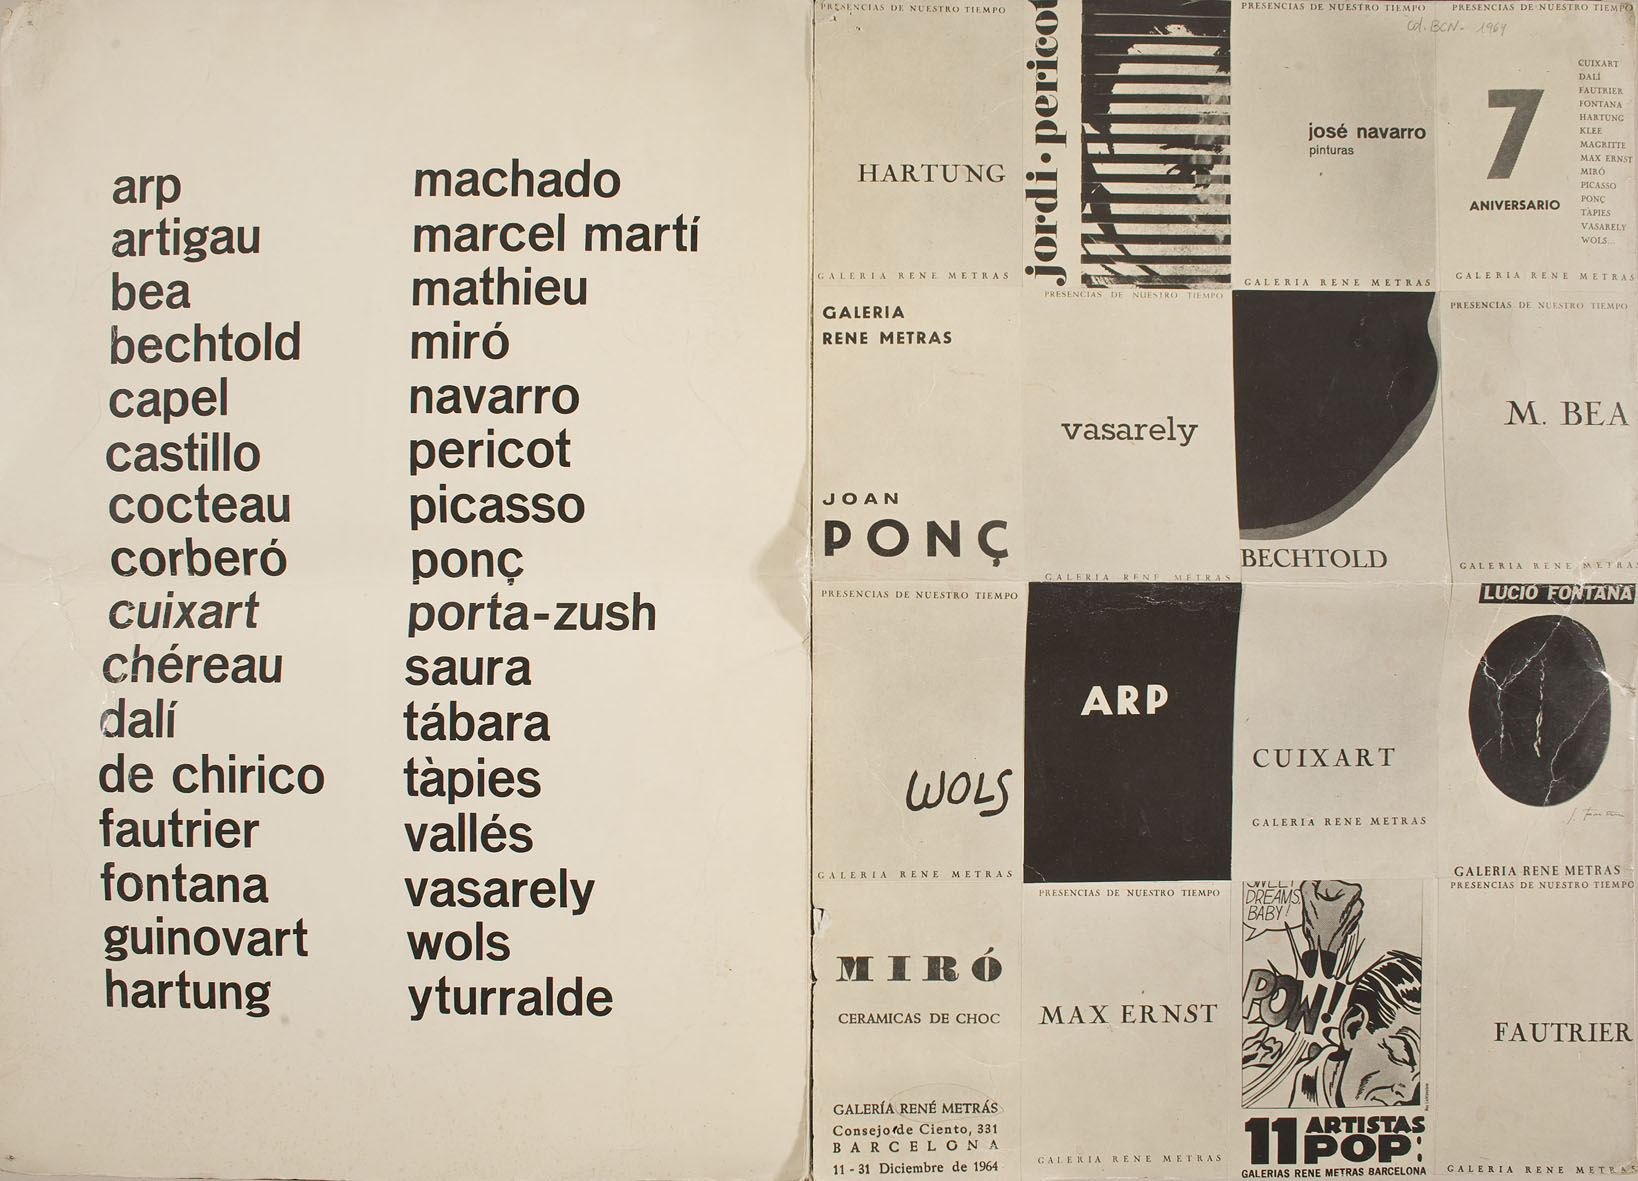 arp
artigau
bea
bechtold
capel
castillo
cocteau
corberó
cuixart
chéreau
dalí
de chirico
fautrier
fontana
guinovart
hartung
machado
marcel martí
mathieu
miró
navarro
pericot
picasso
ponç
porta-zush
saura
tábara
tàpies
vallés
vasarely
wols
yturralde
PRESENCIAS DE NUESTRO TIEMPO
HARTUNG
GALERIA RENE METRAS
jordi·pericot
PRESENCIAS DE NUESTRO TIEMPO
josé navarro
pinturas
GALERIA RENE METRAS
PRESENCIAS DE NUESTRO TIEMPO
cd. BCN- 1964
7
ANIVERSARIO
CUIXART
DALÍ
FAUTRIER
FONTANA
HARTUNG
KLEE
MAGRITTE
MAX ERNST
MIRÓ
PICASSO
PONÇ
TÀPIES
VASARELY
WOLS...
GALERIA RENE METRAS
GALERIA
RENE METRAS
JOAN
PONÇ
PRESENCIAS DE NUESTRO TIEMPO
vasarely
GALERIA RENE METRAS
BECHTOLD
PRESENCIAS DE NUESTRO TIEMPO
M. BEA
GALERIA RENE METRAS
PRESENCIAS DE NUESTRO TIEMPO
WOLS
GALERIA RENE METRAS
ARP
CUIXART
GALERIA RENE METRAS
LUCIO FONTANA
GALERIA RENE METRAS
MIRÓ
CERAMICAS DE CHOC
GALERÍA RENÉ METRÁS
Consejo de Ciento, 331
BARCELONA
11-31 Diciembre de 1964
PRESENCIAS DE NUESTRO TIEMPO
MAX ERNST
GALERIA RENE METRAS
SWEET
DREAMS,
BABY!
POW!
11 ARTISTAS
POP:
GALERIAS RENE METRAS BARCELONA
PRESENCIAS DE NUESTRO TIEMPO
FAUTRIER
GALERIA RENE METRAS